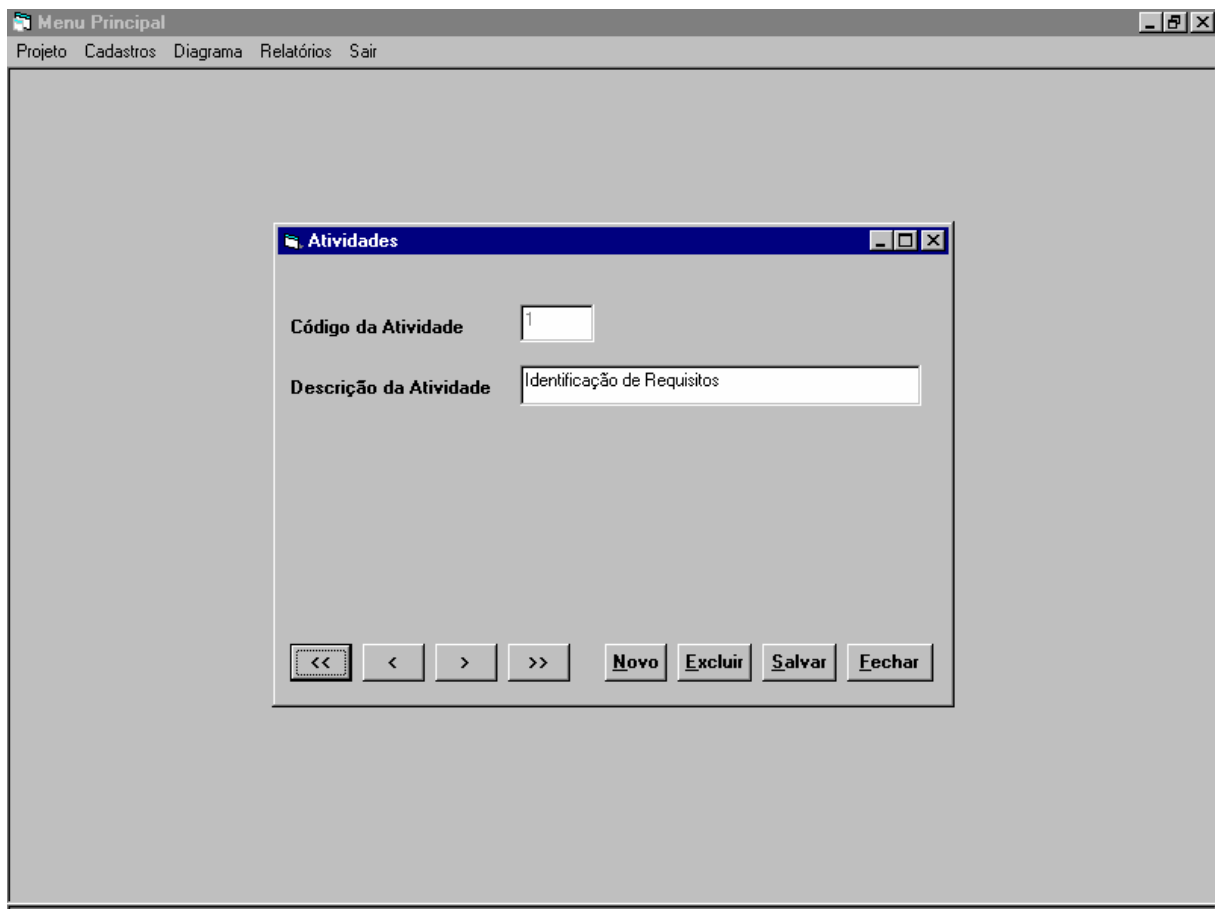 Menu Principal
Projeto Cadastros Diagrama Relatórios Sair
Atividades
Código da Atividade 1
Descrição da Atividade Identificação de Requisitos
<< < > >> Novo Excluir Salvar Fechar